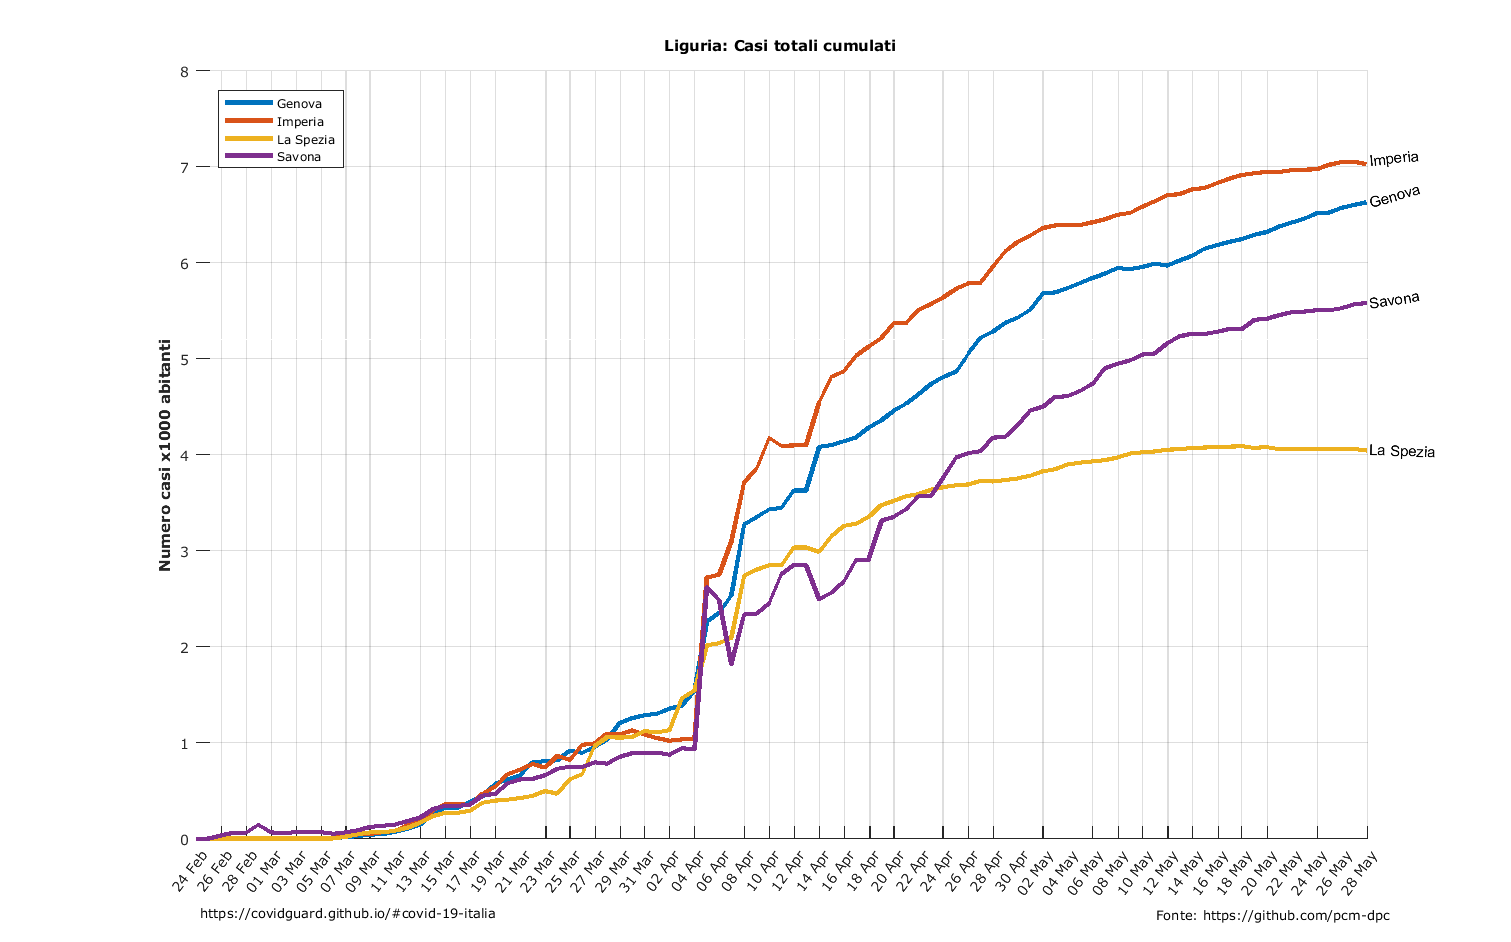 Liguria: Casi totali cumulati
8
7
6
5
4
3
2
1
0
Numero casi x1000 abitanti
Genova
Imperia
La Spezia
Savona
Imperia
Genova
Savona
La Spezia
24 Feb
26 Feb
28 Feb
01 Mar
03 Mar
05 Mar
07 Mar
09 Mar
11 Mar
13 Mar
15 Mar
17 Mar
19 Mar
21 Mar
23 Mar
25 Mar
27 Mar
29 Mar
31 Mar
02 Apr
04 Apr
06 Apr
08 Apr
10 Apr
12 Apr
14 Apr
16 Apr
18 Apr
20 Apr
22 Apr
24 Apr
26 Apr
28 Apr
30 Apr
02 May
04 May
06 May
08 May
10 May
12 May
14 May
16 May
18 May
20 May
22 May
24 May
26 May
28 May
https://covidguard.github.io/#covid-19-italia
Fonte: https://github.com/pcm-dpc